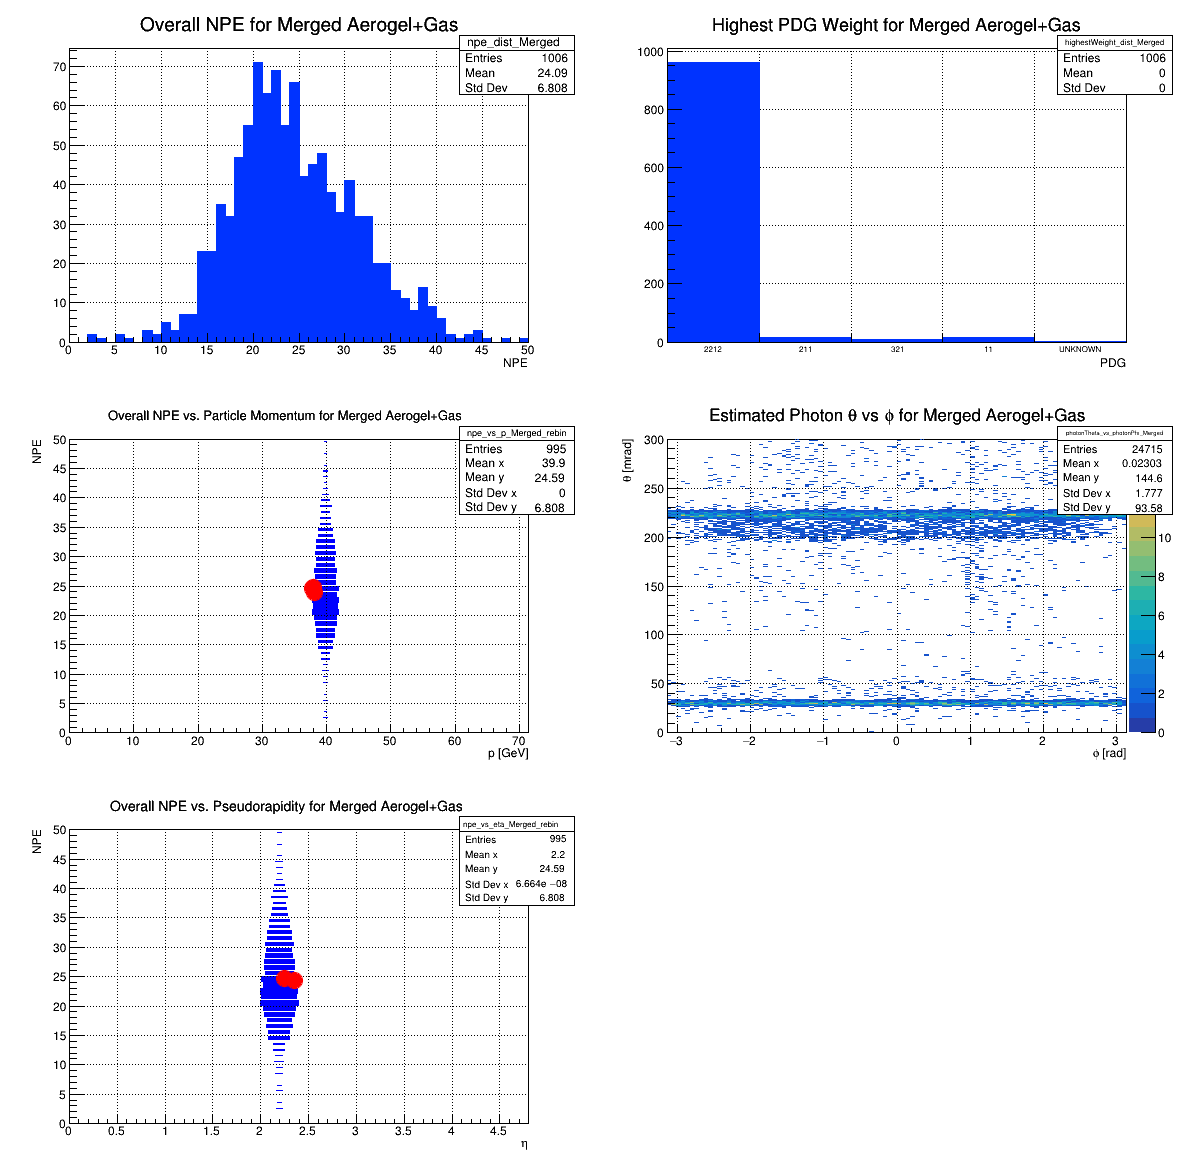 Overall NPE for Merged Aerogel+Gas
npe_dist_Merged
Entries 1006
Mean 24.09
Std Dev 6.808
70
60
50
40
30
20
10
0
0 5 10 15 20 25 30 35 40 45 50
NPE
Highest PDG Weight for Merged Aerogel+Gas
highestWeight_dist_Merged
Entries 1006
Mean 0
Std Dev 0
1000
800
600
400
200
0
2212 211 321 11 UNKNOWN
PDG
Overall NPE vs. Particle Momentum for Merged Aerogel+Gas
npe_vs_p_Merged_rebin
Entries 995
Mean x 39.9
Mean y 24.59
Std Dev x 0
Std Dev y 6.808
NPE
50
45
40
35
30
25
20
15
10
5
0
0 10 20 30 40 50 60 70
p [GeV]
Estimated Photon θ vs ϕ for Merged Aerogel+Gas
photonTheta_vs_photonPhi_Merged
Entries 24715
Mean x 0.02303
Mean y 144.6
Std Dev x 1.777
Std Dev y 93.58
θ [mrad]
300
250
200
150
100
50
0
10
8
6
4
2
0
−3 −2 −1 0 1 2 3
ϕ [rad]
Overall NPE vs. Pseudorapidity for Merged Aerogel+Gas
npe_vs_eta_Merged_rebin
Entries 995
Mean x 2.2
Mean y 24.59
Std Dev x 6.664e −08
Std Dev y 6.808
NPE
50
45
40
35
30
25
20
15
10
5
0
0 0.5 1 1.5 2 2.5 3 3.5 4 4.5
η